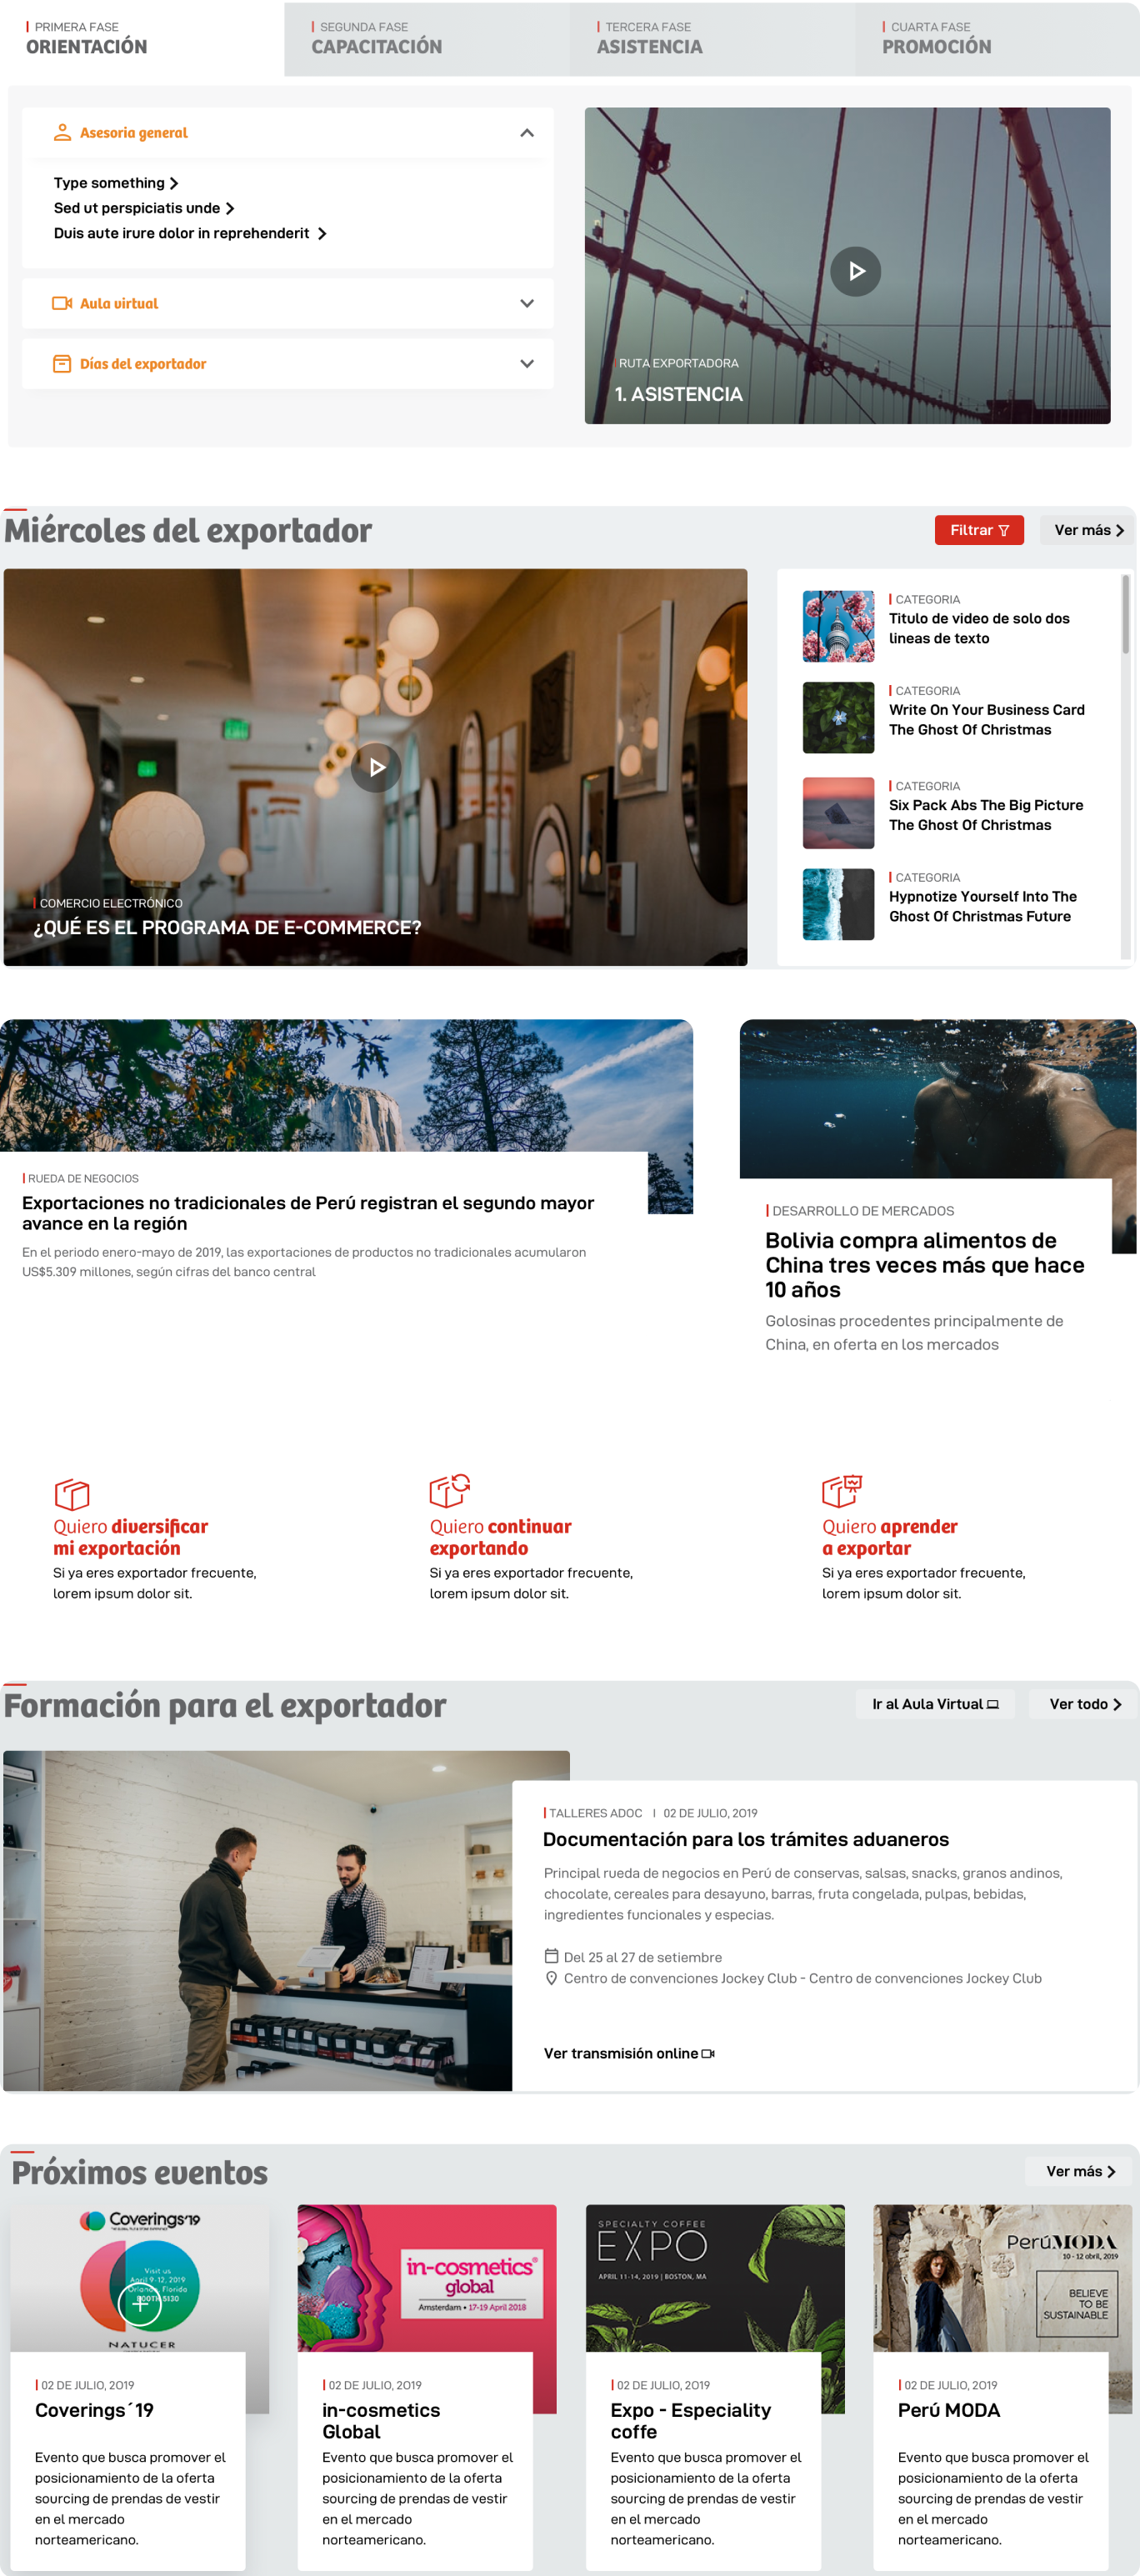 PRIMERA FASE
ORIENTACIÓN
SEGUNDA FASE
CAPACITACIÓN
TERCERA FASE
ASISTENCIA
CUARTA FASE
PROMOCIÓN
Asesoria general
Type something
Sed ut perspiciatis unde
Duis aute irure dolor in reprehenderit
Aula virtual
Días del exportador
RUTA EXPORTADORA
1. ASISTENCIA
Miércoles del exportador
Filtrar
Ver más
COMERCIO ELECTRÓNICO
¿QUÉ ES EL PROGRAMA DE E-COMMERCE?
CATEGORIA
Titulo de video de solo dos
lineas de texto
CATEGORIA
Write On Your Business Card
The Ghost Of Christmas
CATEGORIA
Six Pack Abs The Big Picture
The Ghost Of Christmas
CATEGORIA
Hypnotize Yourself Into The
Ghost Of Christmas Future
RUEDA DE NEGOCIOS
Exportaciones no tradicionales de Perú registran el segundo mayor
avance en la región
En el periodo enero-mayo de 2019, las exportaciones de productos no tradicionales acumularon
US$5.309 millones, según cifras del banco central
DESARROLLO DE MERCADOS
Bolivia compra alimentos de
China tres veces más que hace
10 años
Golosinas procedentes principalmente de
China, en oferta en los mercados
Quiero diversificar
mi exportación
Si ya eres exportador frecuente,
lorem ipsum dolor sit.
Quiero continuar
exportando
Si ya eres exportador frecuente,
lorem ipsum dolor sit.
Quiero aprender
a exportar
Si ya eres exportador frecuente,
lorem ipsum dolor sit.
Formación para el exportador
Ir al Aula Virtual
Ver todo
TALLERES ADOC | 02 DE JULIO, 2019
Documentación para los trámites aduaneros
Principal rueda de negocios en Perú de conservas, salsas, snacks, granos andinos,
chocolate, cereales para desayuno, barras, fruta congelada, pulpas, bebidas,
ingredientes funcionales y especias.
Del 25 al 27 de setiembre
Centro de convenciones Jockey Club - Centro de convenciones Jockey Club
Ver transmisión online
Próximos eventos
Ver más
Coverings'19
Visit us
April 9-12, 2019
Orlando, Florida
BOOTH 5130
NATUCER
02 DE JULIO, 2019
Coverings´19
Evento que busca promover el
posicionamiento de la oferta
sourcing de prendas de vestir
en el mercado
norteamericano.
in-cosmetics®
global
Amsterdam • 17-19 April 2018
02 DE JULIO, 2019
in-cosmetics
Global
Evento que busca promover el
posicionamiento de la oferta
sourcing de prendas de vestir
en el mercado
norteamericano.
SPECIALTY COFFEE
EXPO
APRIL 11-14, 2019 | BOSTON, MA
02 DE JULIO, 2019
Expo - Especiality
coffe
Evento que busca promover el
posicionamiento de la oferta
sourcing de prendas de vestir
en el mercado
norteamericano.
PerúMODA
10 - 12 abril, 2019
BELIEVE
TO BE
SUSTAINABLE
02 DE JULIO, 2019
Perú MODA
Evento que busca promover el
posicionamiento de la oferta
sourcing de prendas de vestir
en el mercado
norteamericano.